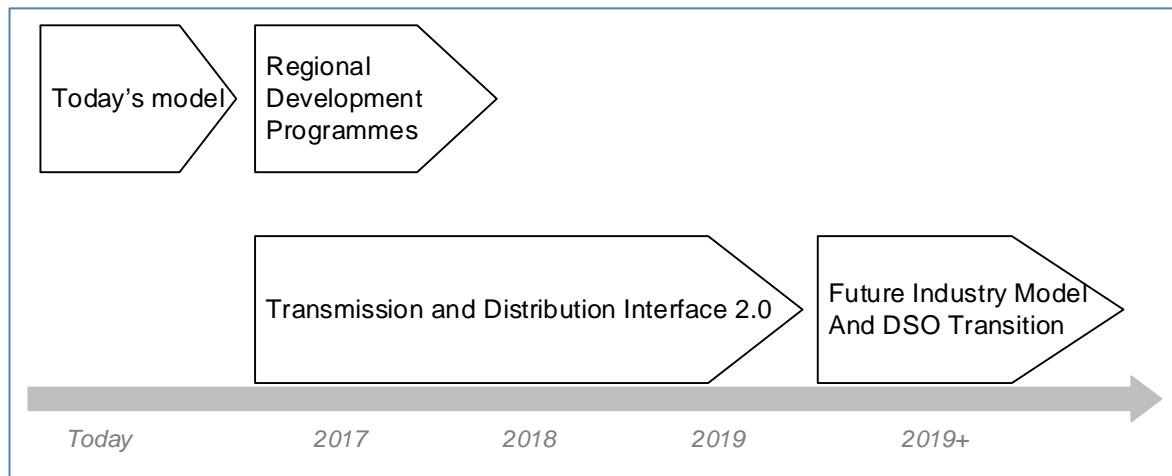 Today's model
Regional
Development
Programmes
Transmission and Distribution Interface 2.0
Future Industry Model
And DSO Transition
Today
2017
2018
2019
2019+